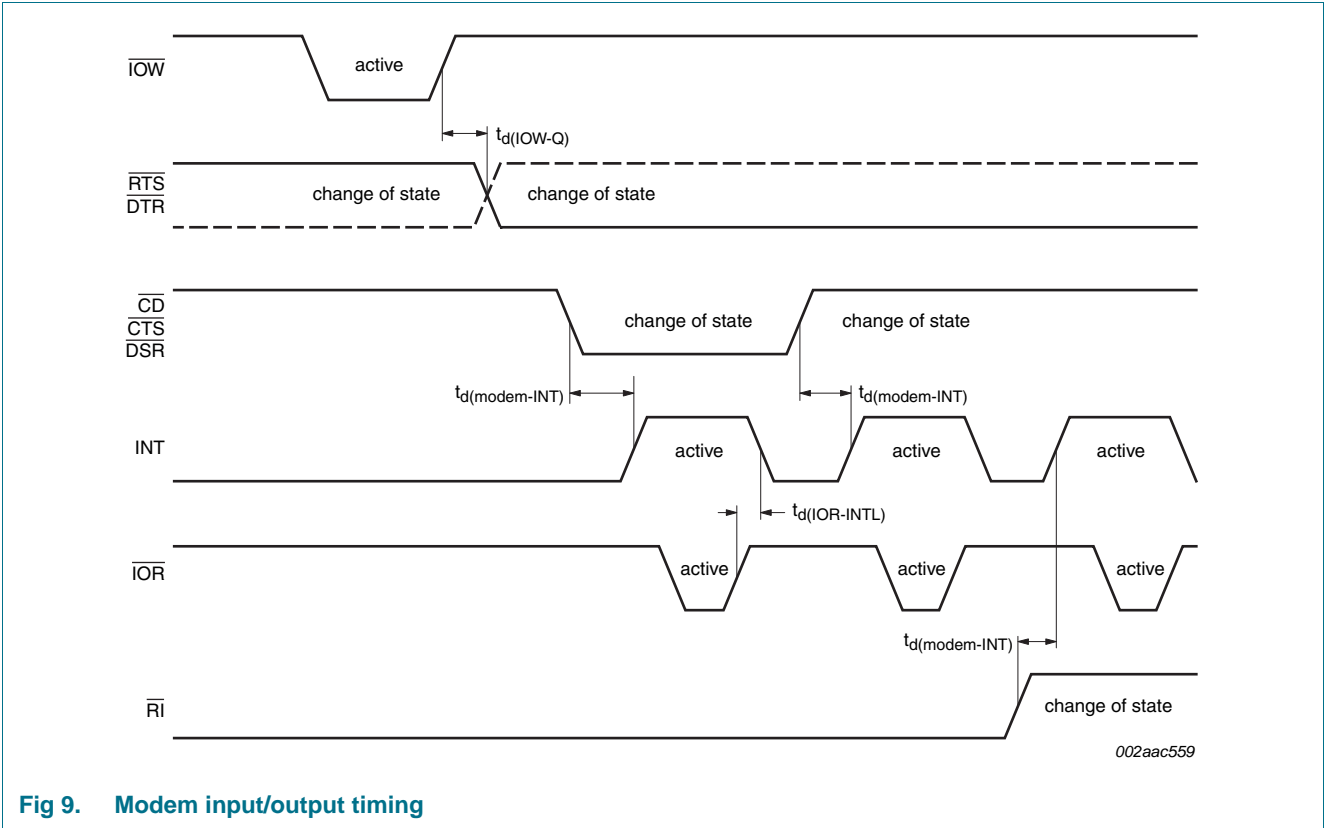 IOW
active
td(IOW-Q)
RTS
DTR
change of state
change of state
CD
CTS
DSR
change of state
change of state
td(modem-INT)
td(modem-INT)
INT
active
active
active
td(IOR-INTL)
IOR
active
active
active
td(modem-INT)
RI
change of state
002aac559
Fig 9. Modem input/output timing